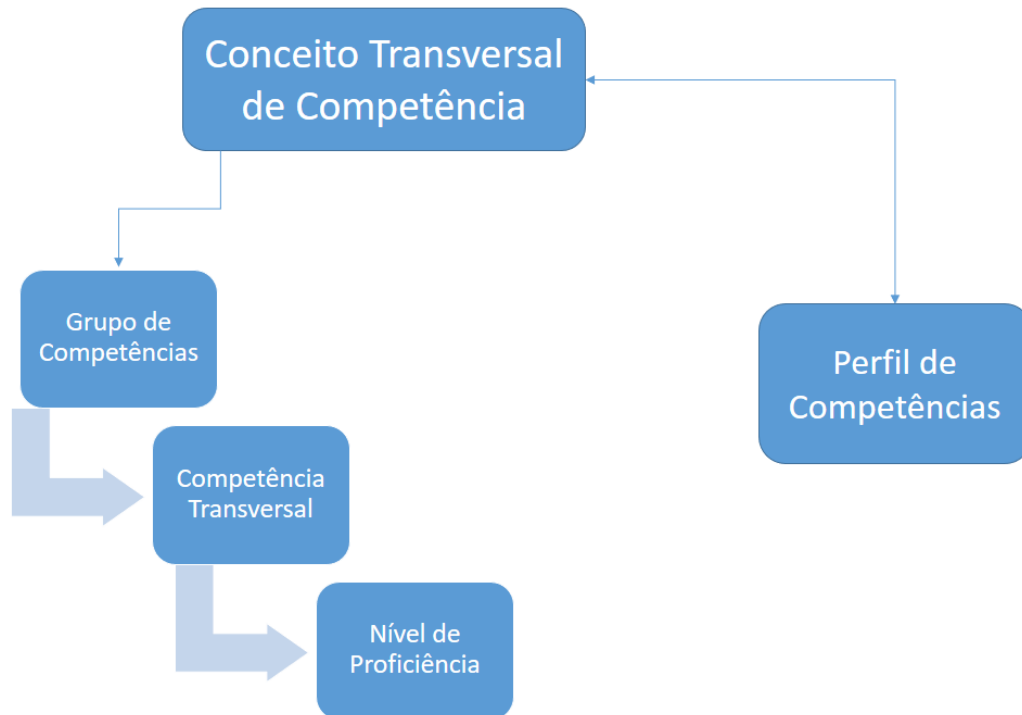 Conceito Transversal
de Competência
Grupo de
Competências
Perfil de
Competências
Competência
Transversal
Nível de
Proficiência